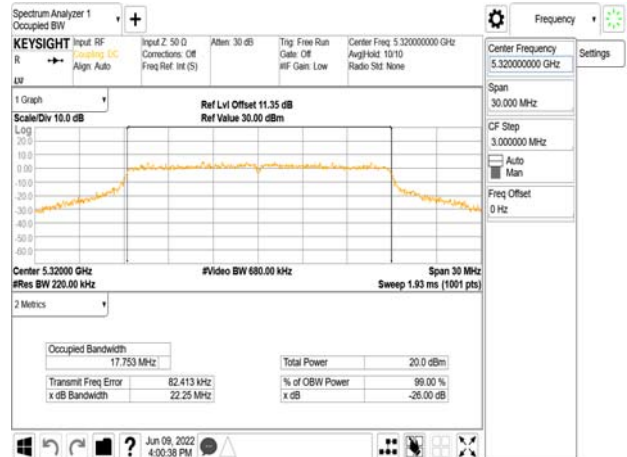 Spectrum Analyzer 1
Occupied BW
Frequency
KEYSIGHT
R
LXI
Input: RF
Coupling: DC
Align: Auto
Input Z: 50 Ω
Corrections: Off
Freq Ref: Int (S)
Atten: 30 dB
Trig: Free Run
Gate: Off
#IF Gain: Low
Center Freq: 5.320000000 GHz
Avg|Hold: 10/10
Radio Std: None
Center Frequency
5.320000000 GHz
Settings
Span
30.000 MHz
CF Step
3.000000 MHz
Auto
Man
Freq Offset
0 Hz
1 Graph
Scale/Div 10.0 dB
Ref Lvl Offset 11.35 dB
Ref Value 30.00 dBm
Log
20.0
10.0
0.00
-10.0
-20.0
-30.0
-40.0
-50.0
-60.0
Center 5.32000 GHz
#Res BW 220.00 kHz
#Video BW 680.00 kHz
Span 30 MHz
Sweep 1.93 ms (1001 pts)
2 Metrics
Occupied Bandwidth
17.753 MHz
Transmit Freq Error 82.413 kHz
x dB Bandwidth 22.25 MHz
Total Power 20.0 dBm
% of OBW Power 99.00 %
x dB -26.00 dB
?
Jun 09, 2022
4:00:38 PM